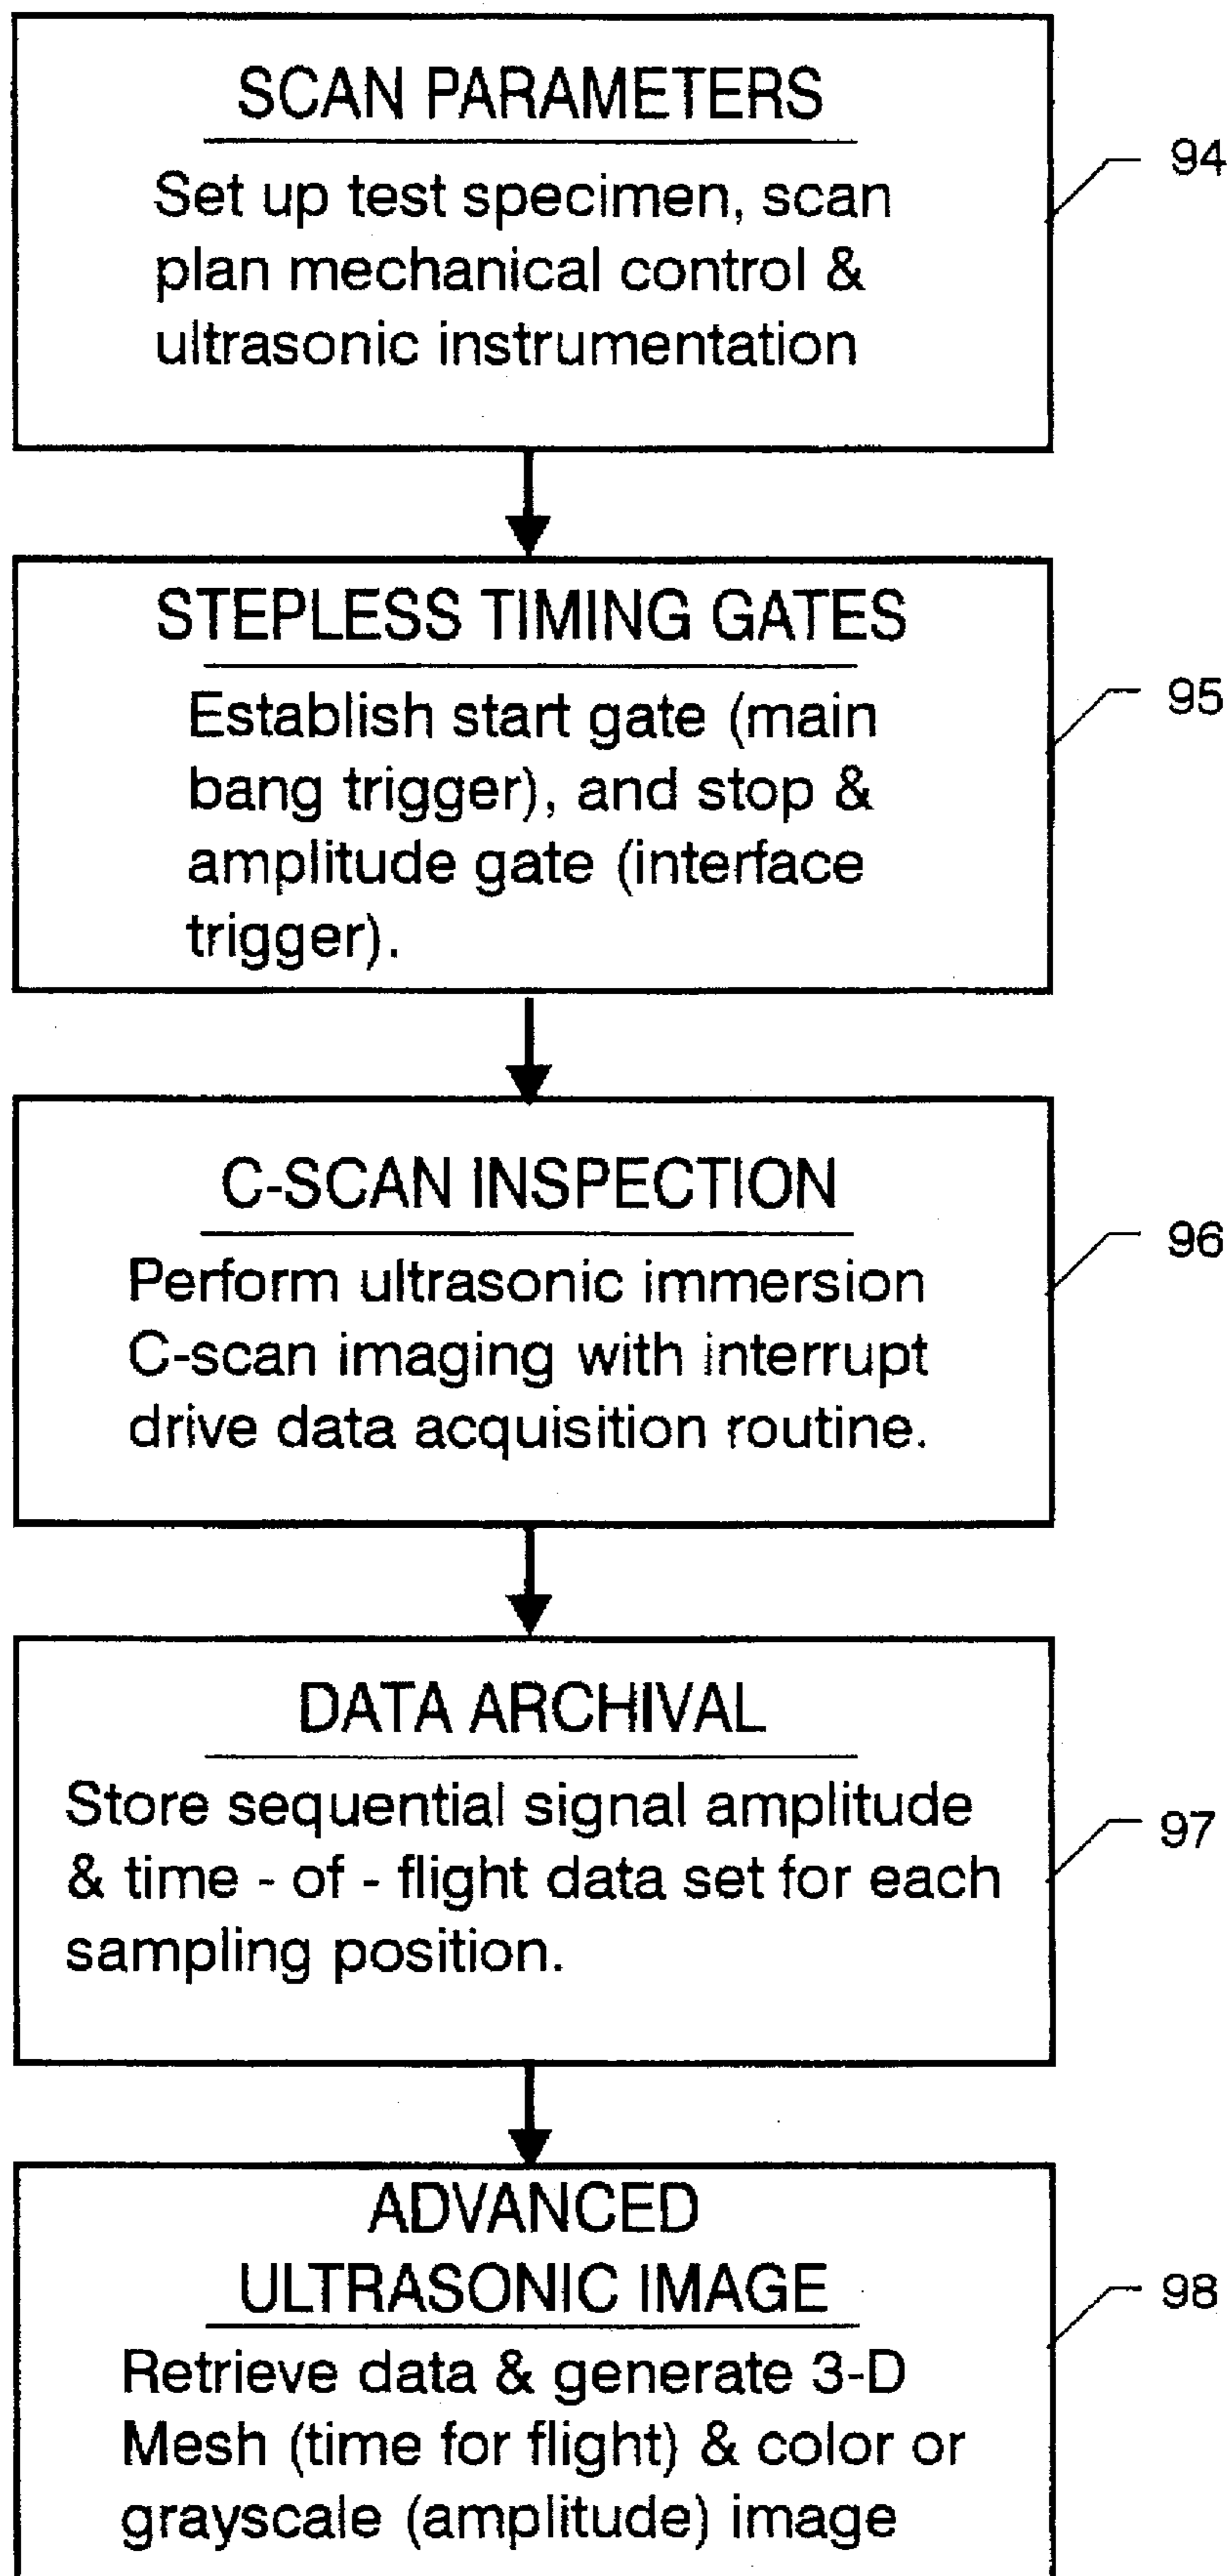 SCAN PARAMETERS
Set up test specimen, scan
plan mechanical control &
ultrasonic instrumentation
94
STEPLESS TIMING GATES
Establish start gate (main
bang trigger), and stop &
amplitude gate (interface
trigger).
95
C-SCAN INSPECTION
Perform ultrasonic immersion
C-scan imaging with interrupt
drive data acquisition routine.
96
DATA ARCHIVAL
Store sequential signal amplitude
& time - of - flight data set for each
sampling position.
97
ADVANCED
ULTRASONIC IMAGE
Retrieve data & generate 3-D
Mesh (time for flight) & color or
grayscale (amplitude) image
98